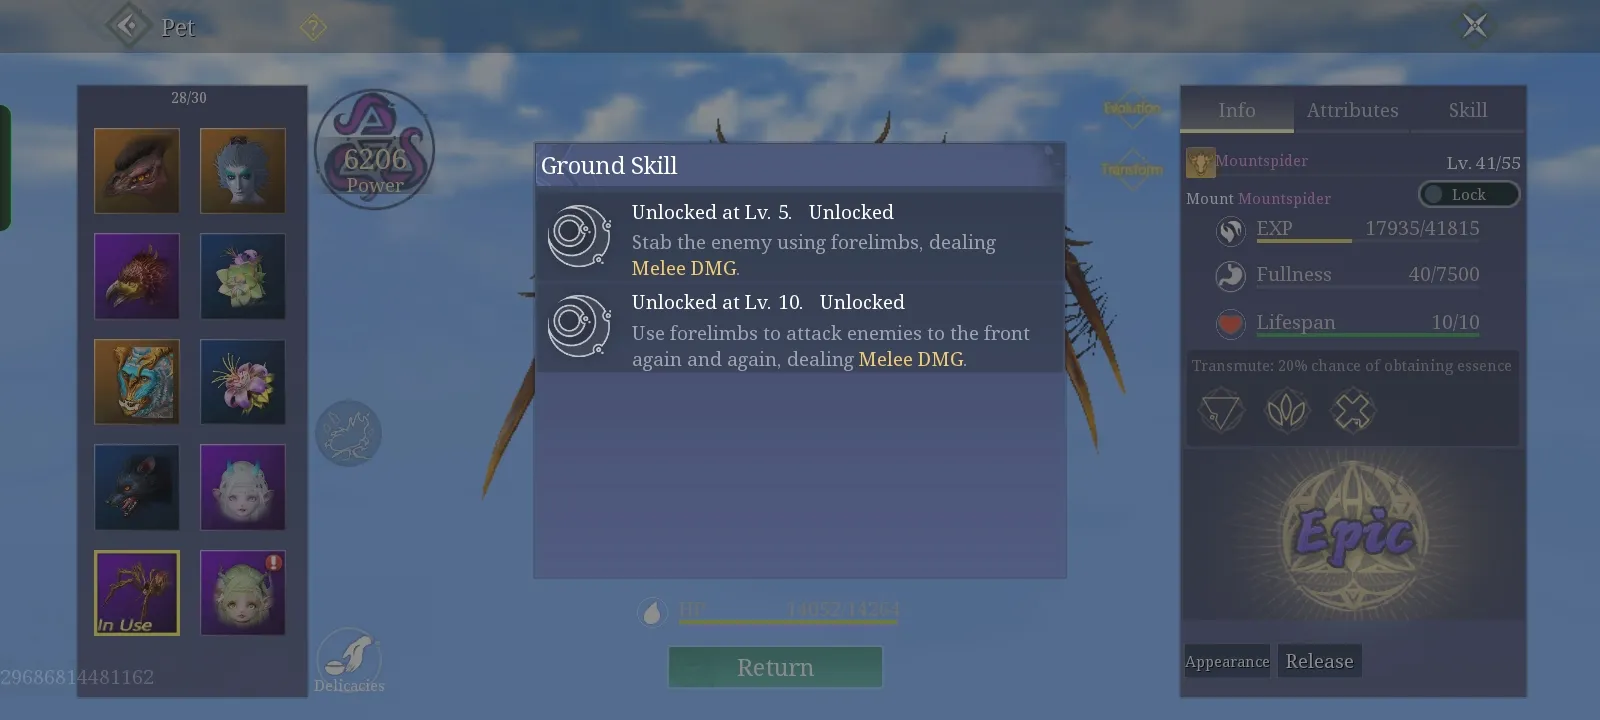 Pet
?
28/30
In Use
29686814481162
6206
Power
Delicacies
Ground Skill
Unlocked at Lv. 5. Unlocked
Stab the enemy using forelimbs, dealing
Melee DMG.
Unlocked at Lv. 10. Unlocked
Use forelimbs to attack enemies to the front
again and again, dealing Melee DMG.
HP 14052/14264
Return
Evolution
Transform
Info Attributes Skill
Mountspider Lv. 41/55
Mount Mountspider Lock
EXP 17935/41815
Fullness 40/7500
Lifespan 10/10
Transmute: 20% chance of obtaining essence
Epic
Appearance Release